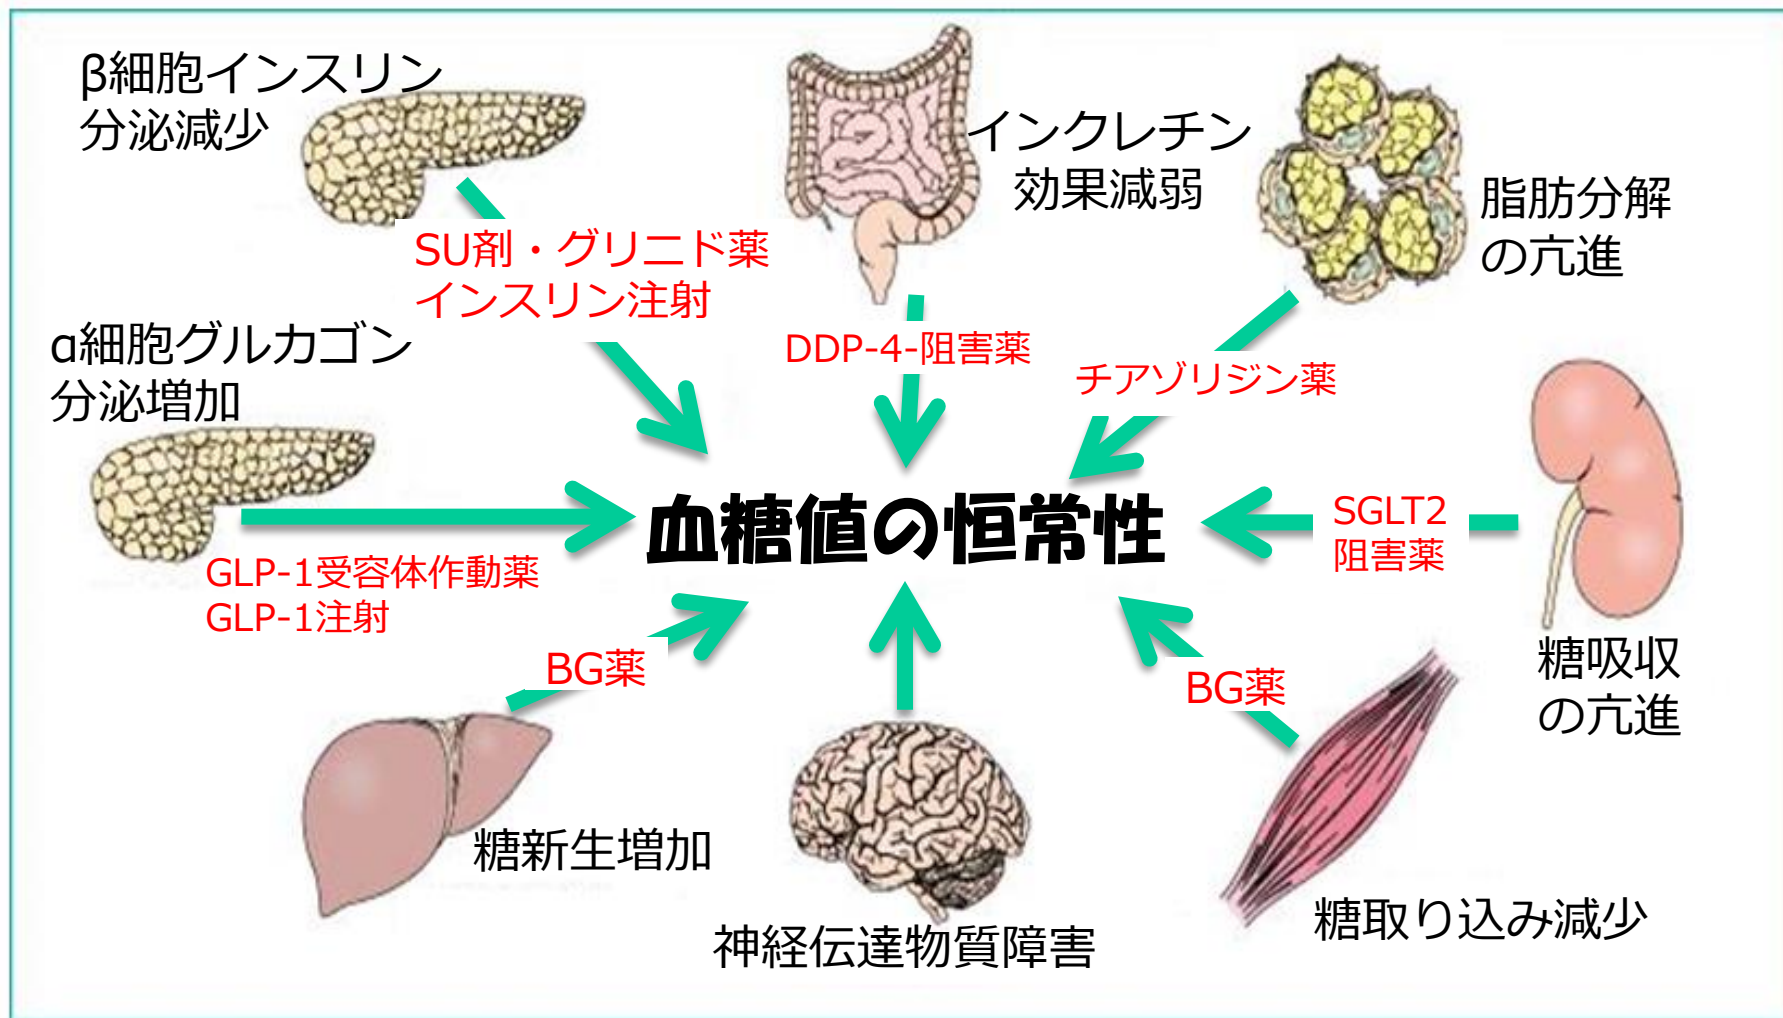 β細胞インスリン
分泌減少
インクレチン
効果減弱
脂肪分解
の亢進
SU剤・グリニド薬
インスリン注射
DDP-4-阻害薬
チアゾリジン薬
α細胞グルカゴン
分泌増加
血糖値の恒常性
SGLT2
阻害薬
GLP-1受容体作動薬
GLP-1注射
BG薬
BG薬
糖吸収
の亢進
糖新生増加
神経伝達物質障害
糖取り込み減少